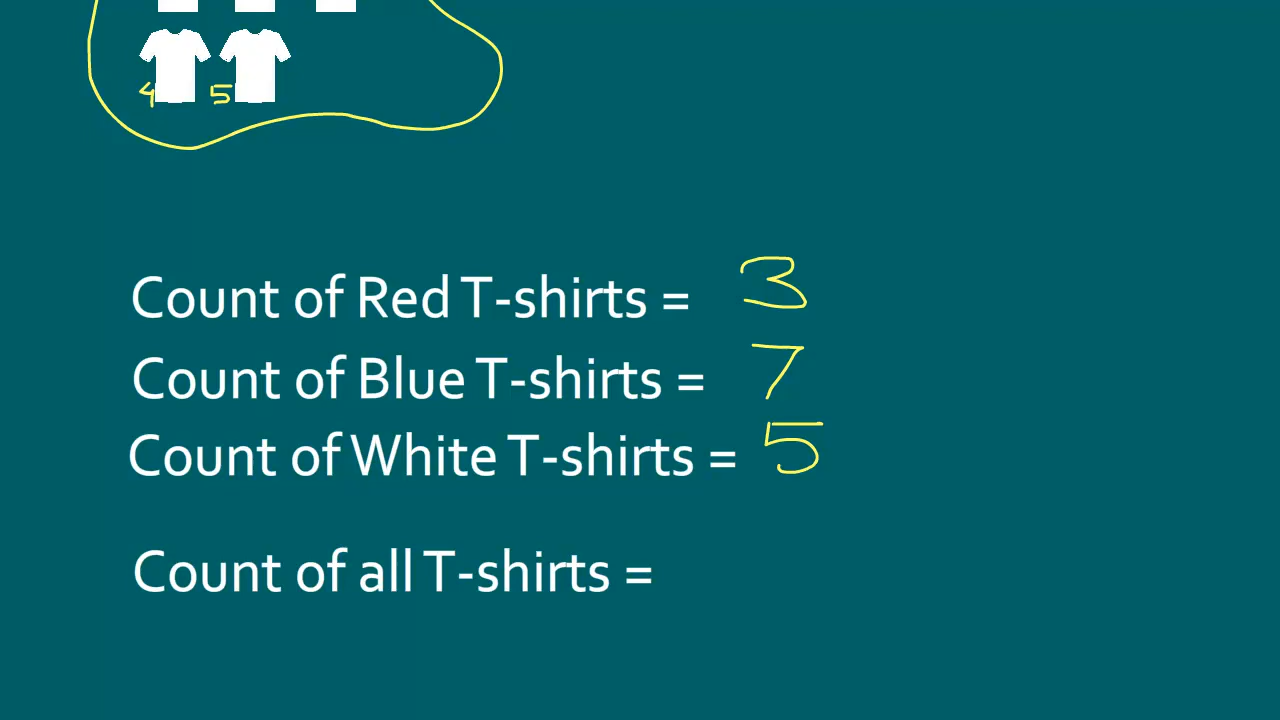 4 5
Count of Red T-shirts = 3
Count of Blue T-shirts = 7
Count of White T-shirts = 5
Count of all T-shirts =